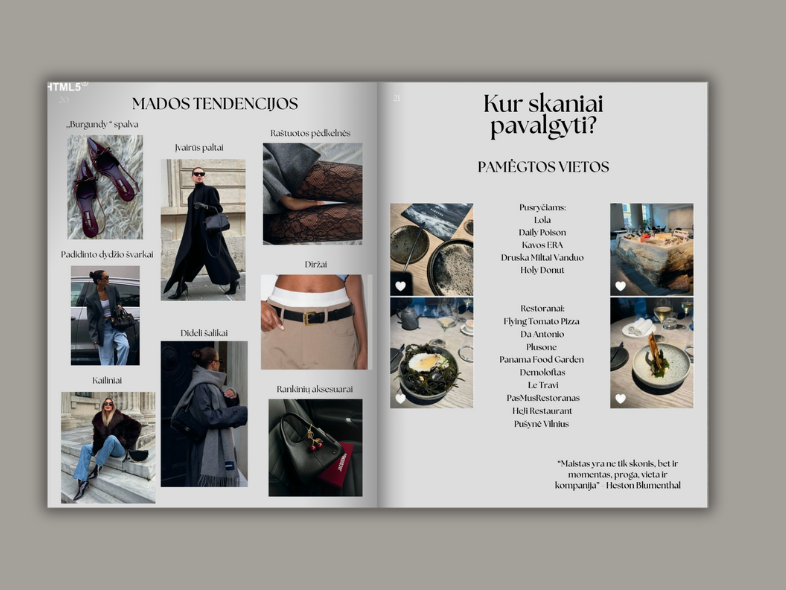 HTML5
20
MADOS TENDENCIJOS
„Burgundy“ spalva
Įvairūs paltai
Raštuotos pėdkelnės
Padidinto dydžio švarkai
Diržai
Dideli šalikai
Kailiniai
Rankinių aksesuarai
21
Kur skaniai
pavalgyti?
PAMĖGTOS VIETOS
Pusryčiams:
Lola
Daily Poison
Kavos ERA
Druska Miltai Vanduo
Holy Donut
Restoranai:
Flying Tomato Pizza
Da Antonio
Plusone
Panama Food Garden
Demoloftas
Le Travi
PasMusRestoranas
Heji Restaurant
Pušynė Vilnius
"Maistas yra ne tik skonis, bet ir
momentas, proga, vieta ir
kompanija" - Heston Blumenthal